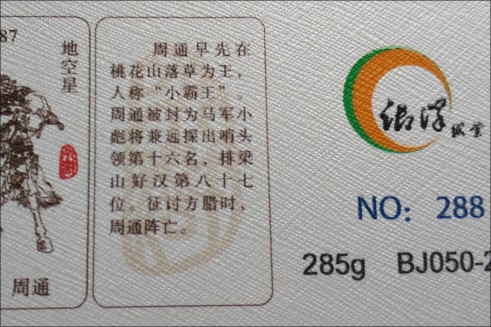 87
地空星
周通
周通早先在
桃花山落草为王，
人称“小霸王”。
周通被封为马军小
彪将兼远探出哨头
领第十六名，排梁
山好汉第八十七
位。征讨方腊时，
周通阵亡。
NO: 288
285g BJ050-2